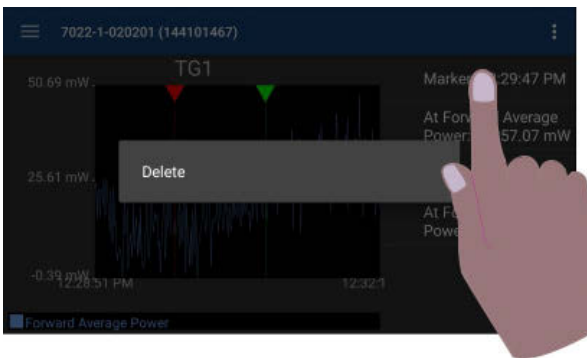 7022-1-020201 (144101467)
TG1
50.69 mW
25.61 mW
-0.39 mW
12:28:51 PM
12:32:1
Forward Average Power
Delete
Marker :29:47 PM
At Forward Average
Power: 57.07 mW
At Fo
Powe